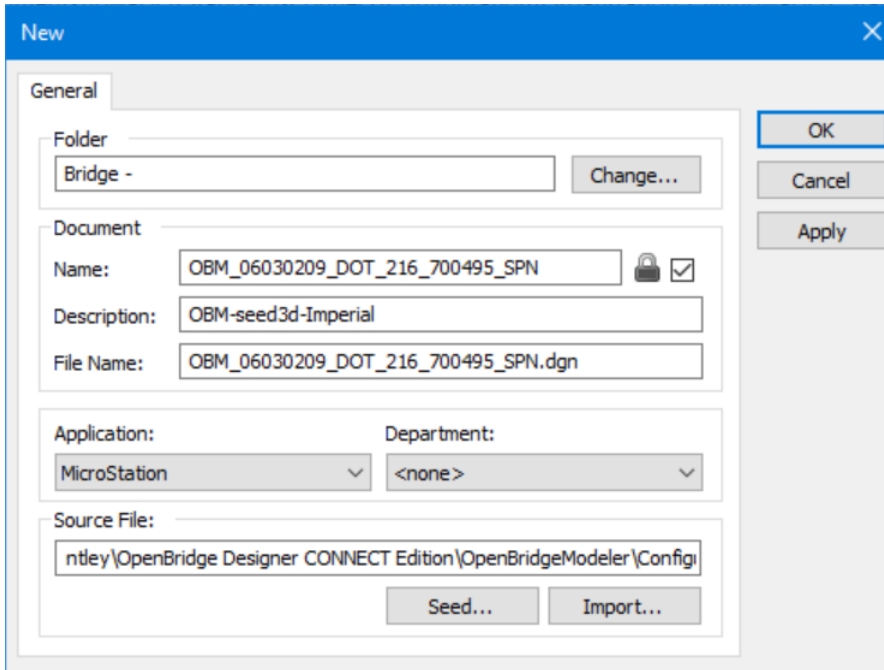 New
General
OK
Cancel
Apply
Folder
Bridge -
Change...
Document
Name:
OBM_06030209_DOT_216_700495_SPN
Description:
OBM-seed3d-Imperial
File Name:
OBM_06030209_DOT_216_700495_SPN.dgn
Application:
Department:
MicroStation
<none>
Source File:
ntley\OpenBridge Designer CONNECT Edition\OpenBridgeModeler\Config
Seed...
Import...